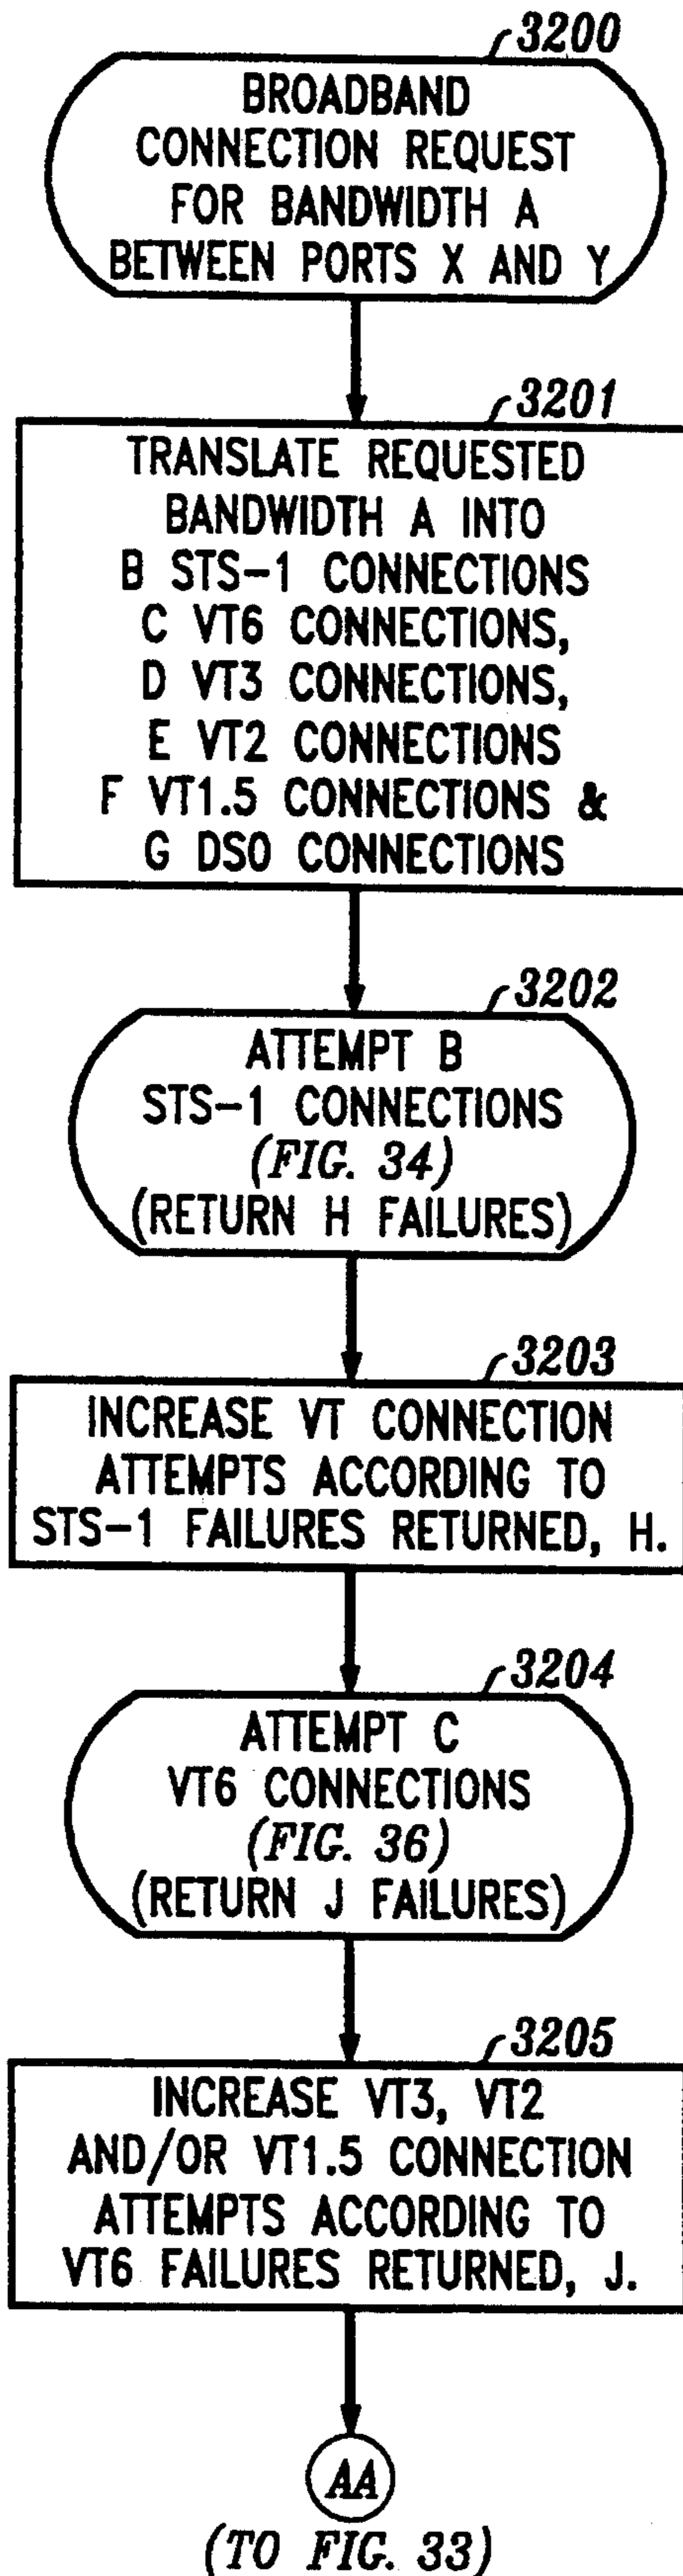 3200
BROADBAND
CONNECTION REQUEST
FOR BANDWIDTH A
BETWEEN PORTS X AND Y
3201
TRANSLATE REQUESTED
BANDWIDTH A INTO
B STS-1 CONNECTIONS
C VT6 CONNECTIONS,
D VT3 CONNECTIONS,
E VT2 CONNECTIONS
F VT1.5 CONNECTIONS &
G DS0 CONNECTIONS
3202
ATTEMPT B
STS-1 CONNECTIONS
(FIG. 34)
(RETURN H FAILURES)
3203
INCREASE VT CONNECTION
ATTEMPTS ACCORDING TO
STS-1 FAILURES RETURNED, H.
3204
ATTEMPT C
VT6 CONNECTIONS
(FIG. 36)
(RETURN J FAILURES)
3205
INCREASE VT3, VT2
AND/OR VT1.5 CONNECTION
ATTEMPTS ACCORDING TO
VT6 FAILURES RETURNED, J.
AA
(TO FIG. 33)